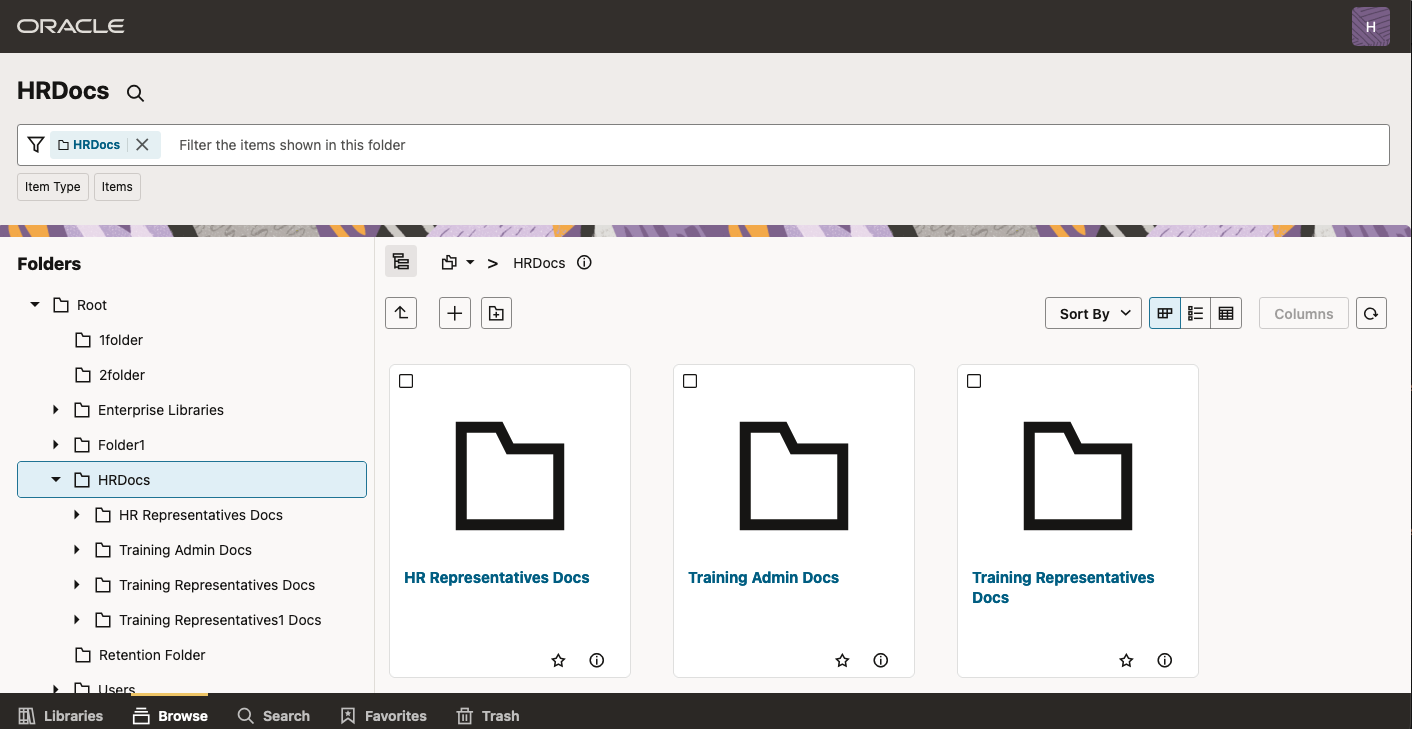 ORACLE
H
HRDocs
HRDocs
Filter the items shown in this folder
Item Type
Items
Folders
Root
1folder
2folder
Enterprise Libraries
Folder1
HRDocs
HR Representatives Docs
Training Admin Docs
Training Representatives Docs
Training Representatives1 Docs
Retention Folder
Users
> HRDocs
Sort By
Columns
HR Representatives Docs
Training Admin Docs
Training Representatives
Docs
Libraries
Browse
Search
Favorites
Trash